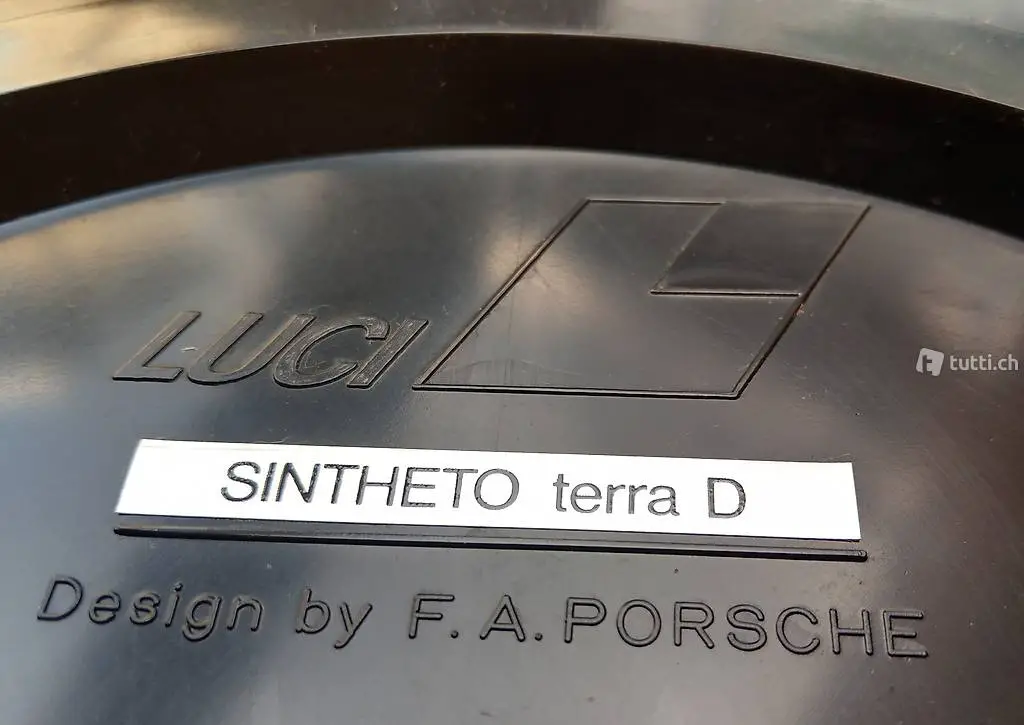 LUCI
tutti.ch
SINTHETO terra D
Design by F. A. PORSCHE